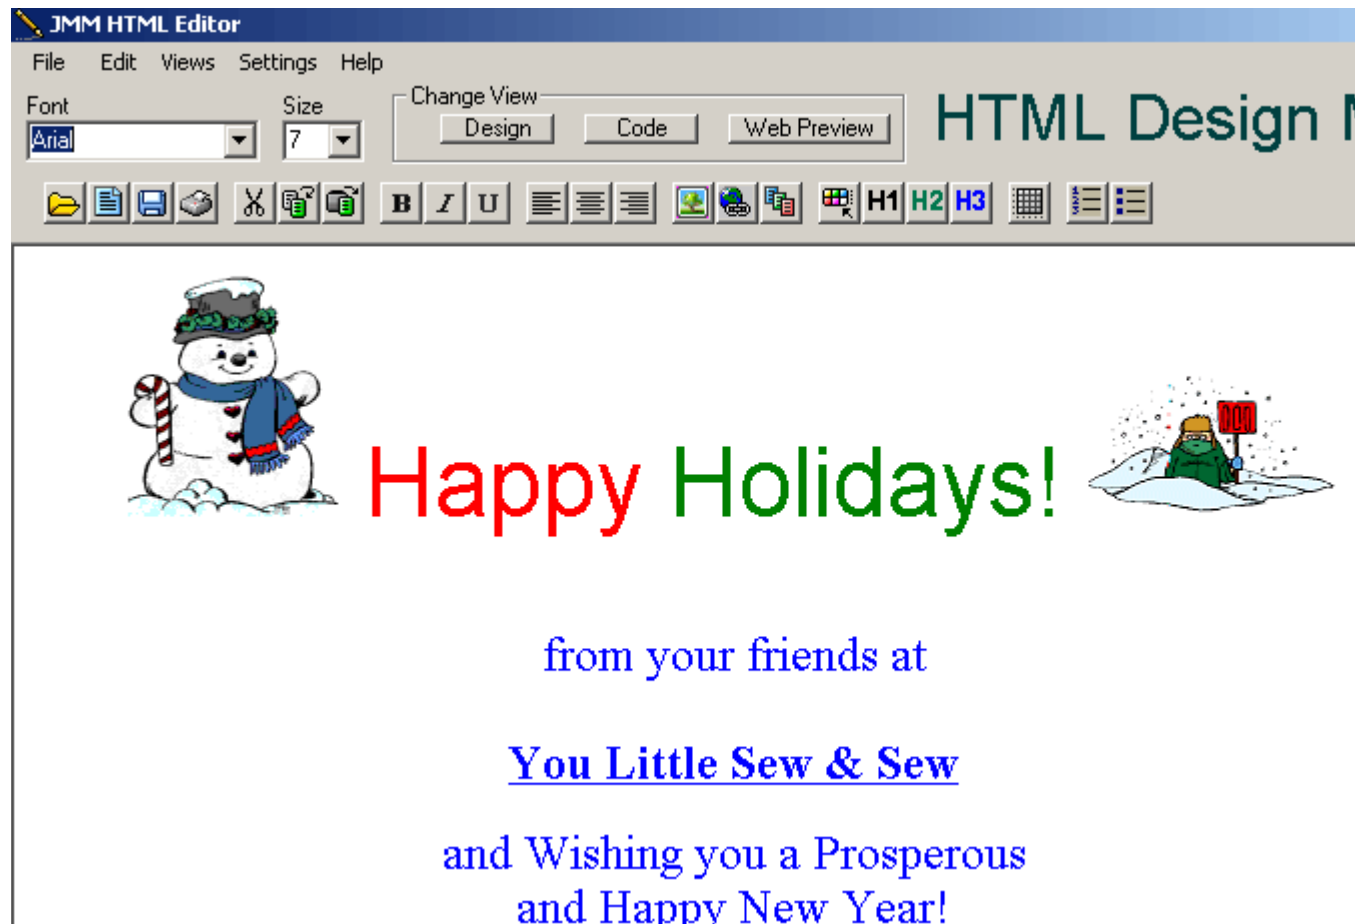 JMM HTML Editor
File Edit Views Settings Help
Font Size Change View
Arial 7 Design Code Web Preview
HTML Design
B I U H1 H2 H3
Happy Holidays!
from your friends at
You Little Sew & Sew
and Wishing you a Prosperous
and Happy New Year!